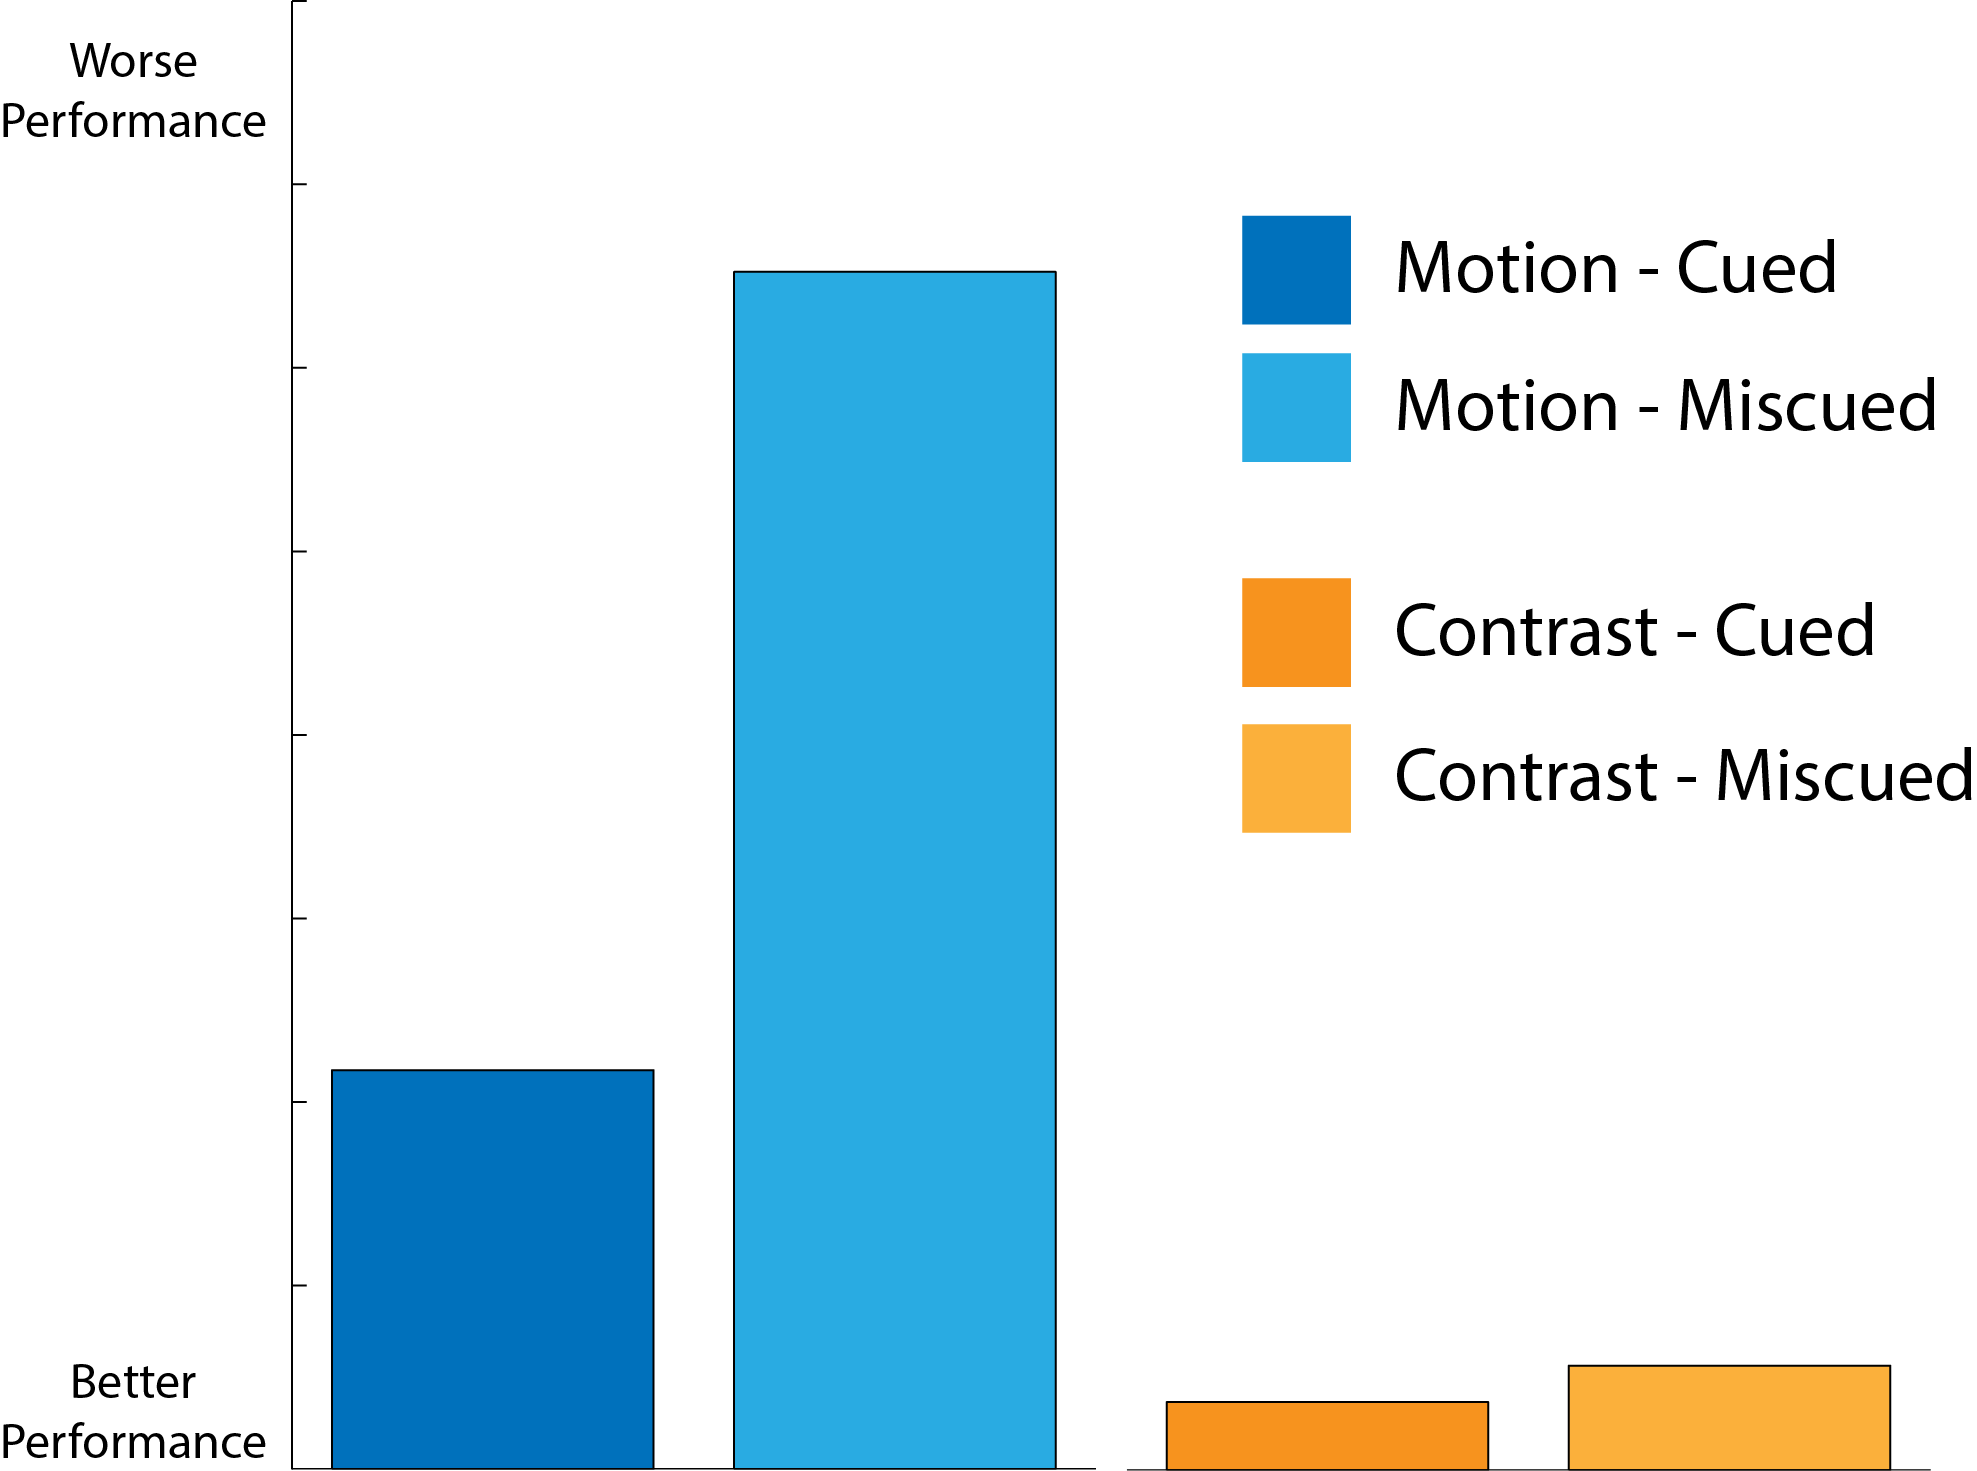 Worse
Performance
Motion - Cued
Motion - Miscued
Contrast - Cued
Contrast - Miscued
Better
Performance